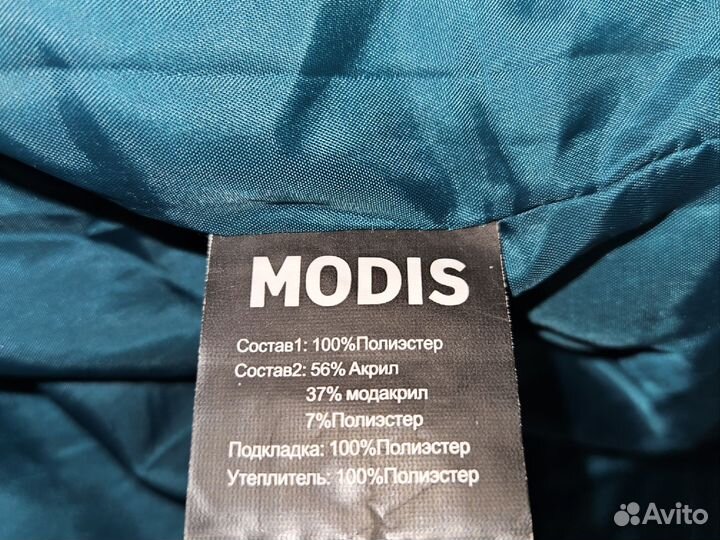 MODIS
Состав1: 100%Полиэстер
Состав2: 56% Акрил
37% модакрил
7%Полиэстер
Подкладка: 100%Полиэстер
Утеплитель: 100%Полиэстер
Avito